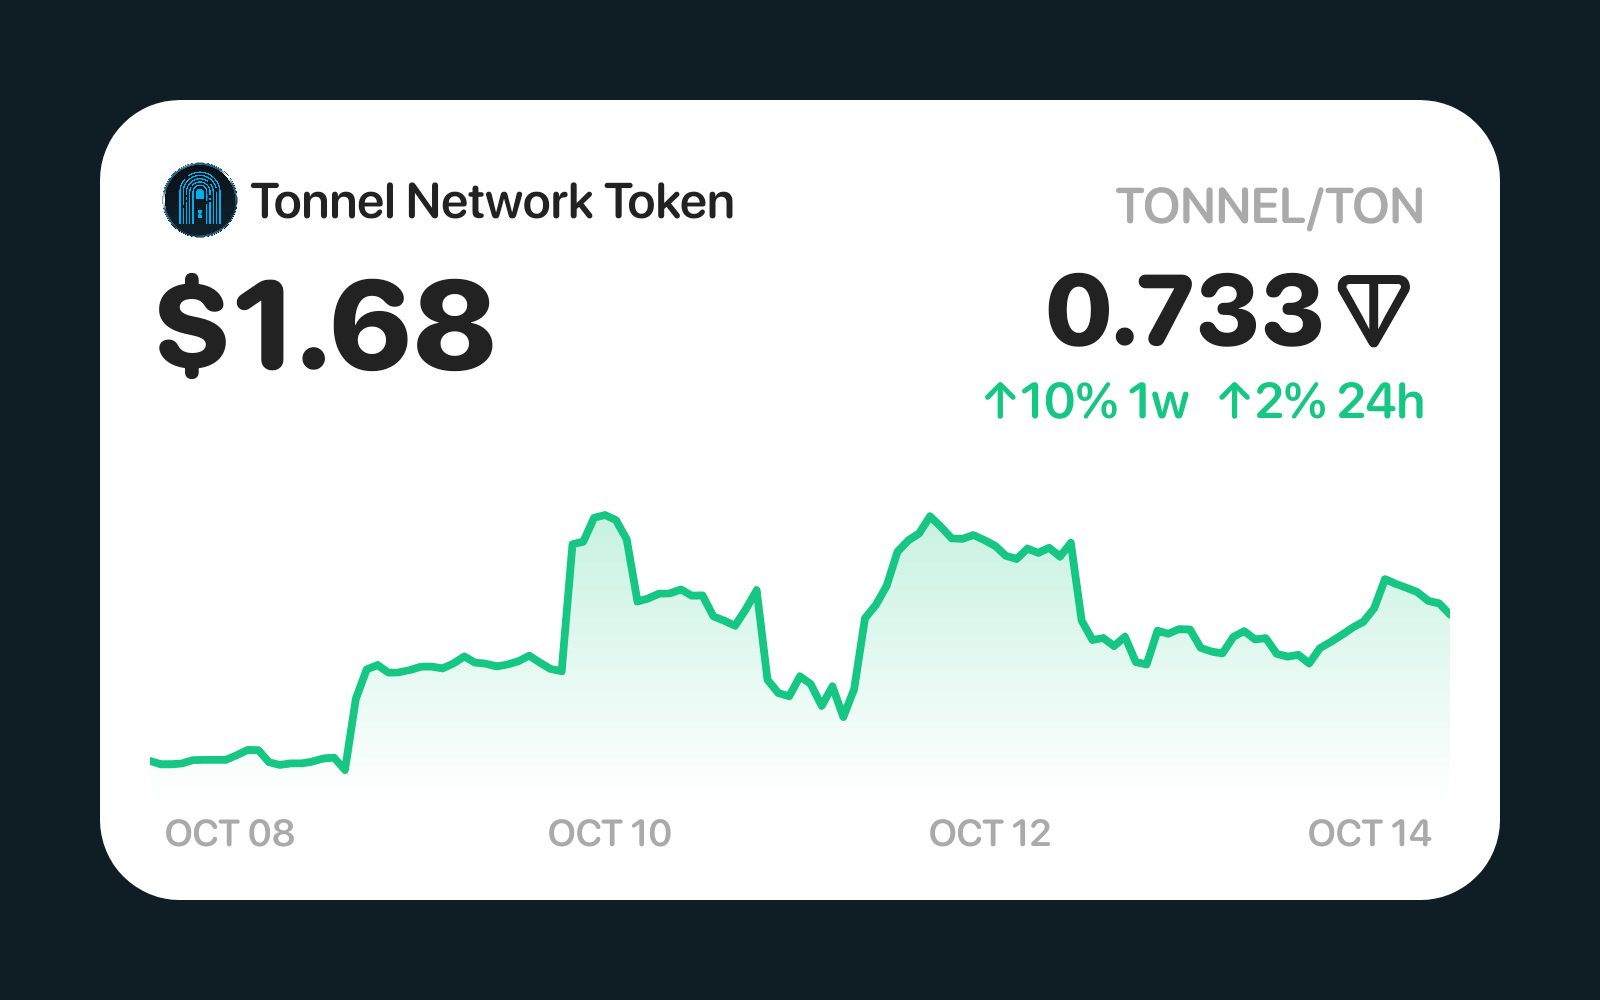 Tonnel Network Token
TONNEL/TON
$1.68
0.733
↑10% 1w ↑2% 24h
OCT 08
OCT 10
OCT 12
OCT 14